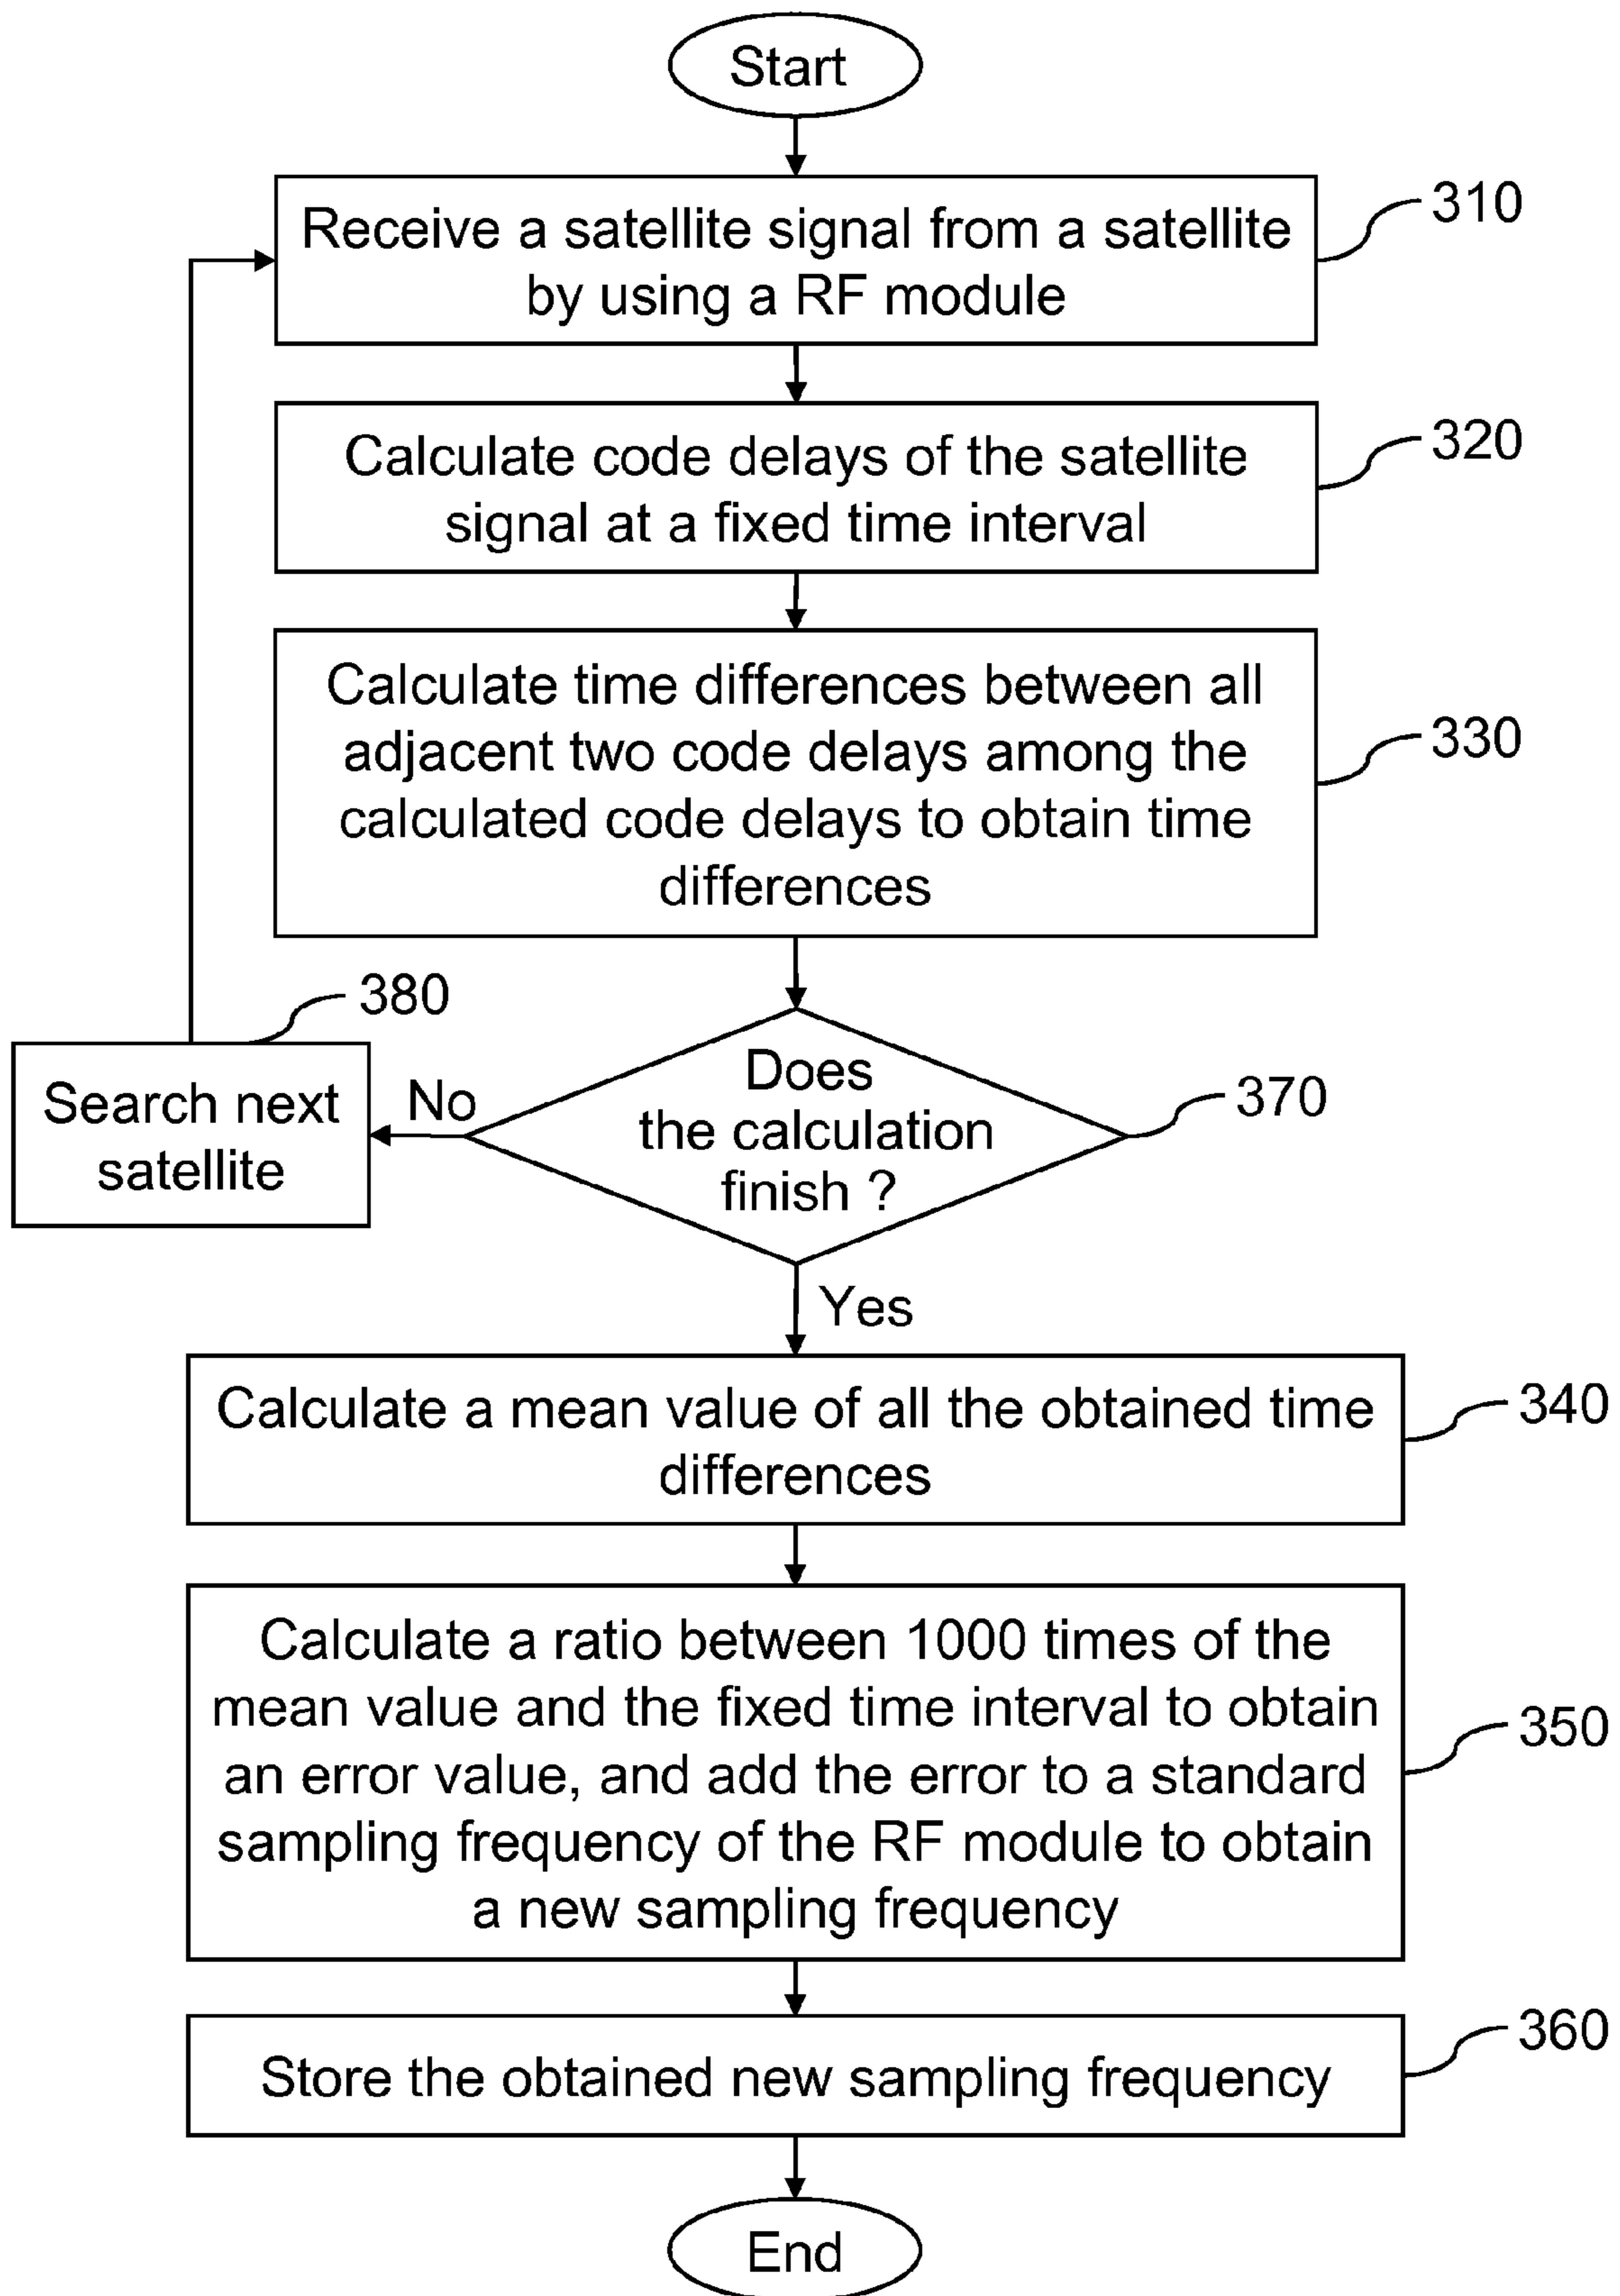 Start
Receive a satellite signal from a satellite
by using a RF module
310
Calculate code delays of the satellite
signal at a fixed time interval
320
Calculate time differences between all
adjacent two code delays among the
calculated code delays to obtain time
differences
330
380
Search next
satellite
No
Does
the calculation
finish ?
370
Yes
Calculate a mean value of all the obtained time
differences
340
Calculate a ratio between 1000 times of the
mean value and the fixed time interval to obtain
an error value, and add the error to a standard
sampling frequency of the RF module to obtain
a new sampling frequency
350
Store the obtained new sampling frequency
360
End